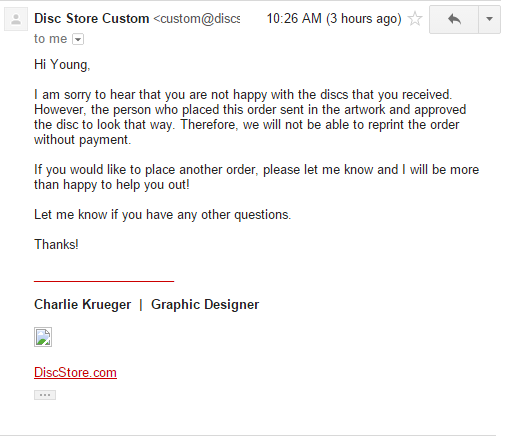 Disc Store Custom <custom@discs 10:26 AM (3 hours ago)
to me
Hi Young,
I am sorry to hear that you are not happy with the discs that you received.
However, the person who placed this order sent in the artwork and approved
the disc to look that way. Therefore, we will not be able to reprint the order
without payment.
If you would like to place another order, please let me know and I will be more
than happy to help you out!
Let me know if you have any other questions.
Thanks!
____________________
Charlie Krueger | Graphic Designer
DiscStore.com